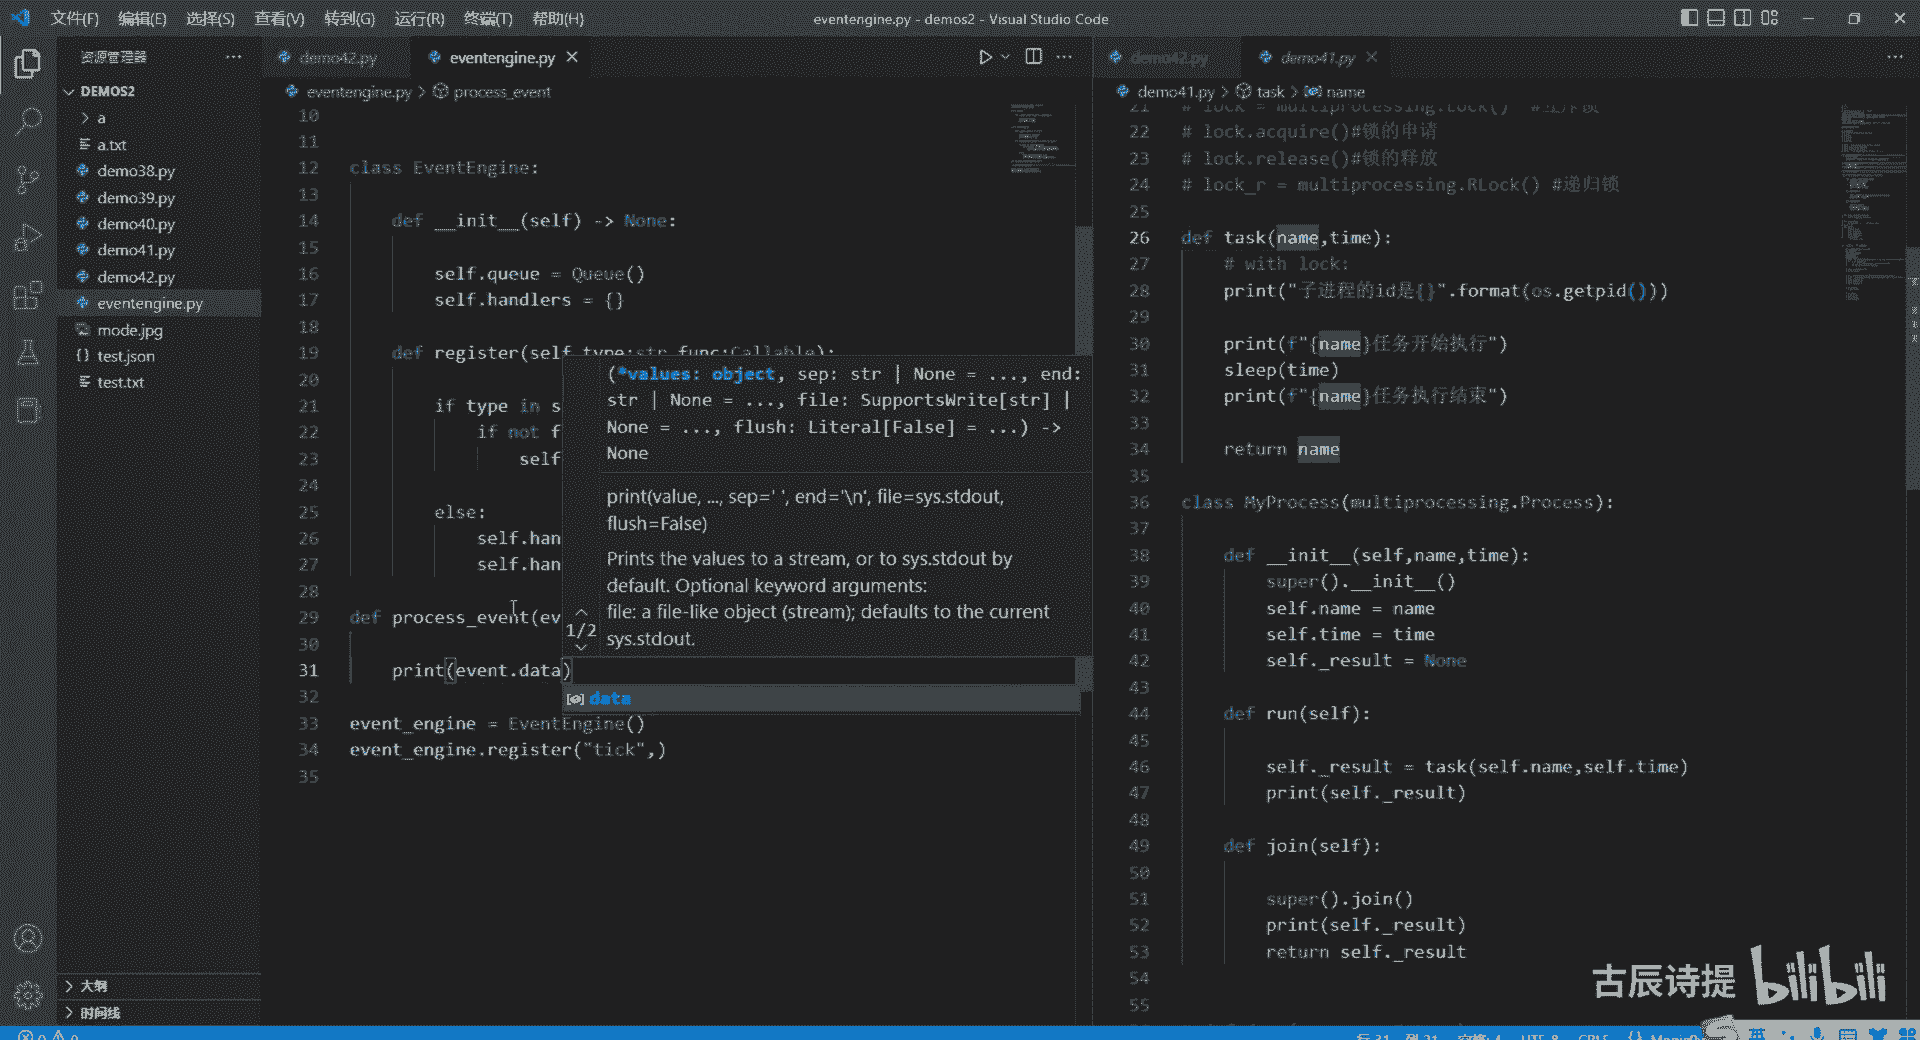 文件(F) 编辑(E) 选择(S) 查看(V) 转到(G) 运行(R) 终端(T) 帮助(H)
eventengine.py - demos2 - Visual Studio Code
资源管理器
DEMOS2
a
a.txt
demo38.py
demo39.py
demo40.py
demo41.py
demo42.py
eventengine.py
mode.jpg
test.json
test.txt
大纲
时间线
demo42.py eventengine.py
eventengine.py > process_event
10
11
12 class EventEngine:
13
14 def __init__(self) -> None:
15
16 self.queue = Queue()
17 self.handlers = {}
18
19 def register(self,type:str,func:Callable):
20
21 if type in s
22 if not f
23 self
24
25 else:
26 self.han
27 self.han
28
29 def process_event(ev
30
31 print(event.data)
32
33 event_engine = EventEngine()
34 event_engine.register("tick",)
35
(*values: object, sep: str | None = ..., end:
str | None = ..., file: SupportsWrite[str] |
None = ..., flush: Literal[False] = ...) ->
None
print(value, ..., sep=' ', end='\n', file=sys.stdout,
flush=False)
Prints the values to a stream, or to sys.stdout by
default. Optional keyword arguments:
file: a file-like object (stream); defaults to the current
sys.stdout.
1/2
data
demo42.py demo41.py
demo41.py > task > name
21 # lock = multiprocessing.Lock()
22 # lock.acquire()#锁的申请
23 # lock.release()#锁的释放
24 # lock_r = multiprocessing.RLock() #递归锁
25
26 def task(name,time):
27 # with lock:
28 print("子进程的id是{}".format(os.getpid()))
29
30 print(f"{name}任务开始执行")
31 sleep(time)
32 print(f"{name}任务执行结束")
33
34 return name
35
36 class MyProcess(multiprocessing.Process):
37
38 def __init__(self,name,time):
39 super().__init__()
40 self.name = name
41 self.time = time
42 self._result = None
43
44 def run(self):
45
46 self._result = task(self.name,self.time)
47 print(self._result)
48
49 def join(self):
50
51 super().join()
52 print(self._result)
53 return self._result
54
55
古辰诗提 bilibili